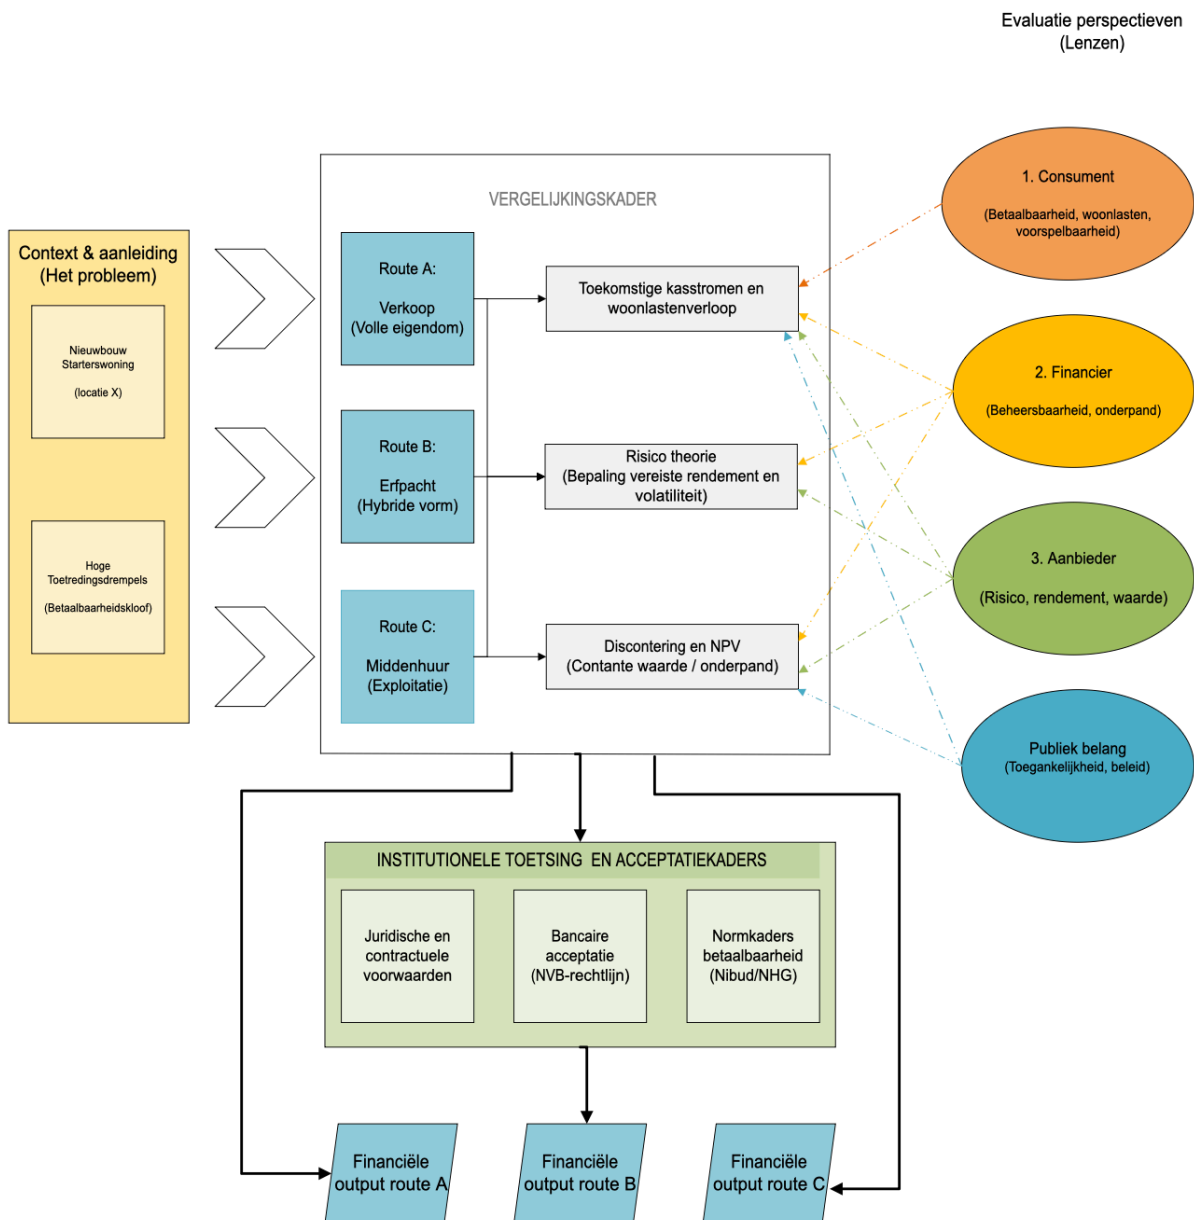 Evaluatie perspectieven
(Lenzen)
VERGELIJKINGSKADER
Context & aanleiding
(Het probleem)
Nieuwbouw
Starterswoning
(locatie X)
Hoge
Toetredingsdrempels
(Betaalbaarheidskloof)
Route A:
Verkoop
(Volle eigendom)
Route B:
Erfpacht
(Hybride vorm)
Route C:
Middenhuur
(Exploitatie)
Toekomstige kasstromen en
woonlastenverloop
Risico theorie
(Bepaling vereiste rendement en
volatiliteit)
Discontering en NPV
(Contante waarde / onderpand)
1. Consument
(Betaalbaarheid, woonlasten,
voorspelbaarheid)
2. Financier
(Beheersbaarheid, onderpand)
3. Aanbieder
(Risico, rendement, waarde)
Publiek belang
(Toegankelijkheid, beleid)
INSTITUTIONELE TOETSING EN ACCEPTATIEKADERS
Juridische en
contractuele
voorwaarden
Bancaire
acceptatie
(NVB-rechtlijn)
Normkaders
betaalbaarheid
(Nibud/NHG)
Financiële
output route A
Financiële
output route B
Financiële
output route C